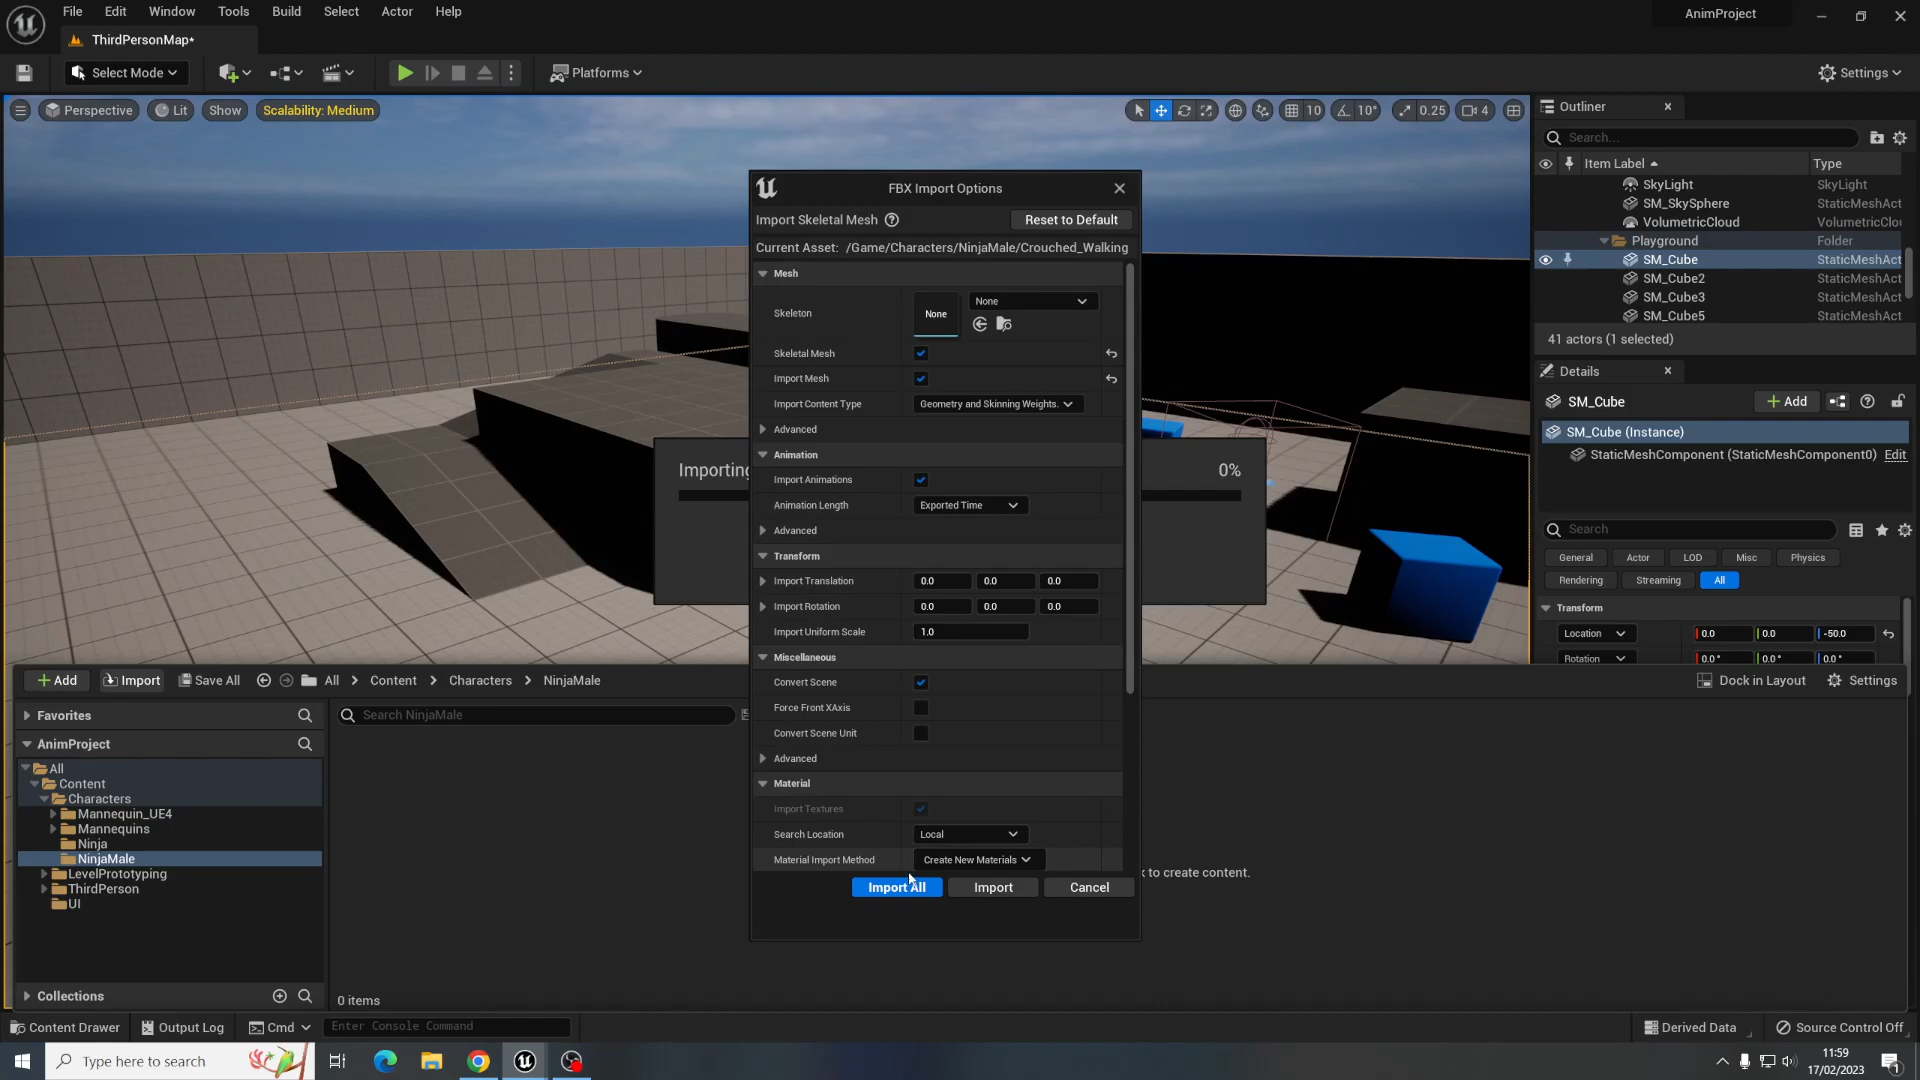 File Edit Window Tools Build Select Actor Help
AnimProject
ThirdPersonMap*
Select Mode
Platforms
Settings
Perspective
Lit
Show
Scalability: Medium
10
10°
0.25
4
Outliner
Search...
Item Label
Type
SkyLight SkyLight
SM_SkySphere StaticMeshAct
VolumetricCloud VolumetricClou
Playground Folder
SM_Cube StaticMeshAct
SM_Cube2 StaticMeshAct
SM_Cube3 StaticMeshAct
SM_Cube5 StaticMeshAct
41 actors (1 selected)
Details
SM_Cube
Add
SM_Cube (Instance)
StaticMeshComponent (StaticMeshComponent0) Edit
Search
General Actor LOD Misc Physics
Rendering Streaming All
Transform
Location 0.0 0.0 -50.0
Rotation 0.0° 0.0° 0.0°
FBX Import Options
Import Skeletal Mesh
Reset to Default
Current Asset: /Game/Characters/NinjaMale/Crouched_Walking
Mesh
Skeleton
None
None
Skeletal Mesh
Import Mesh
Import Content Type
Geometry and Skinning Weights.
Advanced
Animation
Import Animations
Animation Length
Exported Time
Advanced
Transform
Import Translation 0.0 0.0 0.0
Import Rotation 0.0 0.0 0.0
Import Uniform Scale 1.0
Miscellaneous
Convert Scene
Force Front XAxis
Convert Scene Unit
Advanced
Material
Import Textures
Search Location
Local
Material Import Method
Create New Materials
Import All
Import
Cancel
Importing
0%
Add
Import
Save All
All
Content
Characters
NinjaMale
Dock in Layout
Settings
Favorites
Search NinjaMale
AnimProject
All
Content
Characters
Mannequin_UE4
Mannequins
Ninja
NinjaMale
LevelPrototyping
ThirdPerson
UI
k to create content.
Collections
0 items
Content Drawer
Output Log
Cmd
Enter Console Command
Derived Data
Source Control Off
Type here to search
11:59
17/02/2023
1